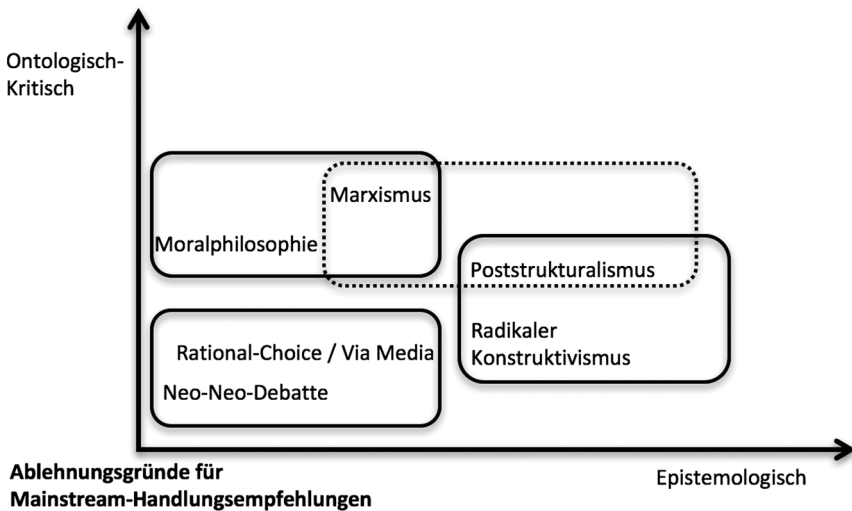 Ontologisch-
Kritisch
Marxismus
Moralphilosophie
Poststrukturalismus
Radikaler
Konstruktivismus
Rational-Choice / Via Media
Neo-Neo-Debatte
Ablehnungsgründe für
Mainstream-Handlungsempfehlungen
Epistemologisch